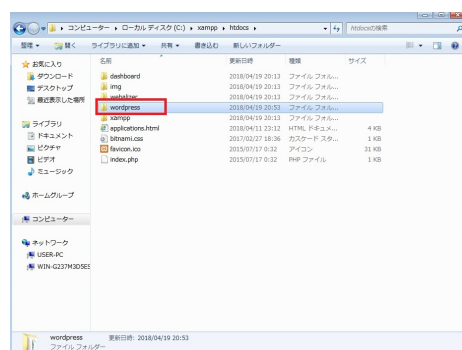 コンピューター ▸ ローカル ディスク (C:) ▸ xampp ▸ htdocs ▸
htdocsの検索
整理 ▼ 開く ライブラリに追加 ▼ 共有 ▼ 書き込む 新しいフォルダー
名前 更新日時 種類 サイズ
お気に入り
ダウンロード
デスクトップ
最近表示した場所
ライブラリ
ドキュメント
ピクチャ
ビデオ
ミュージック
ホームグループ
コンピューター
ネットワーク
USER-PC
WIN-G237M3D5E5
dashboard 2018/04/19 20:13 ファイル フォル...
img 2018/04/19 20:13 ファイル フォル...
webalizer 2018/04/19 20:13 ファイル フォル...
wordpress 2018/04/19 20:53 ファイル フォル...
xampp 2018/04/19 20:13 ファイル フォル...
applications.html 2018/04/11 23:12 HTML ドキュメ... 4 KB
bitnami.css 2017/02/27 18:36 カスケード スタ... 1 KB
favicon.ico 2015/07/17 0:32 アイコン 31 KB
index.php 2015/07/17 0:32 PHP ファイル 1 KB
wordpress 更新日時: 2018/04/19 20:53
ファイル フォルダー